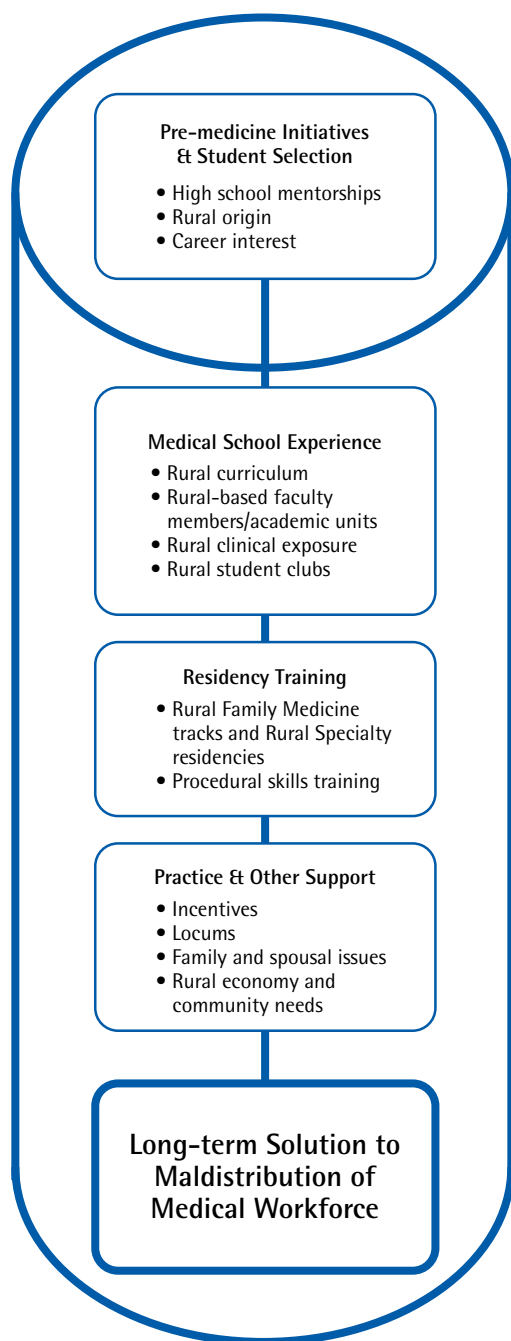 Pre-medicine Initiatives
& Student Selection
• High school mentorships
• Rural origin
• Career interest
Medical School Experience
• Rural curriculum
• Rural-based faculty
members/academic units
• Rural clinical exposure
• Rural student clubs
Residency Training
• Rural Family Medicine
tracks and Rural Specialty
residencies
• Procedural skills training
Practice & Other Support
• Incentives
• Locums
• Family and spousal issues
• Rural economy and
community needs
Long-term Solution to
Maldistribution of
Medical Workforce